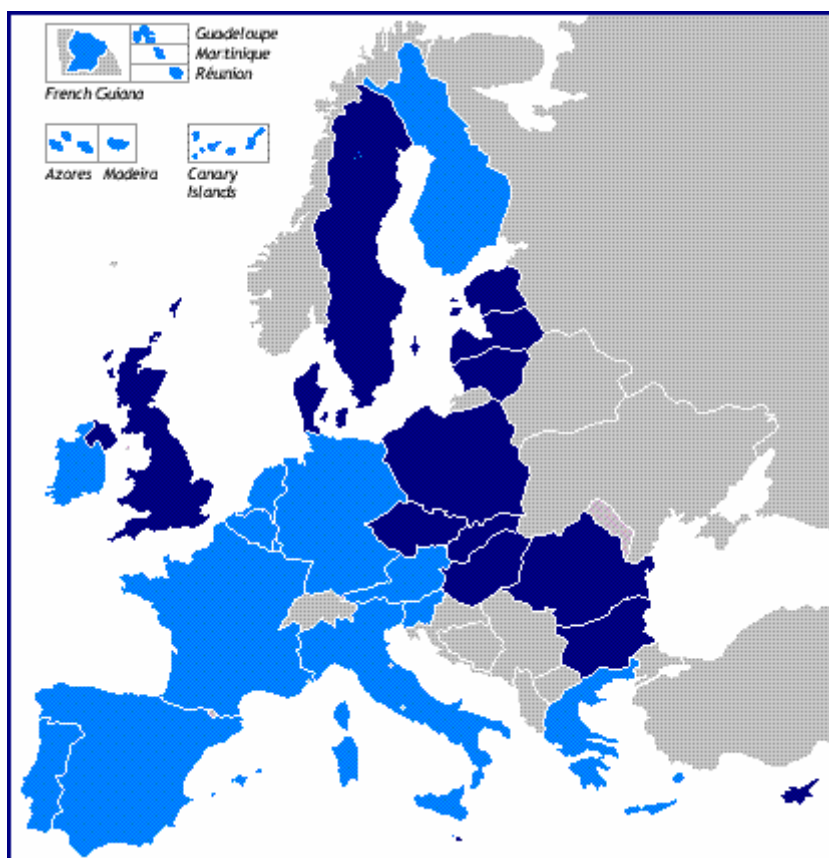 Guadeloupe
Martinique
Réunion
French Guiana
Azores Madeira Canary
Islands